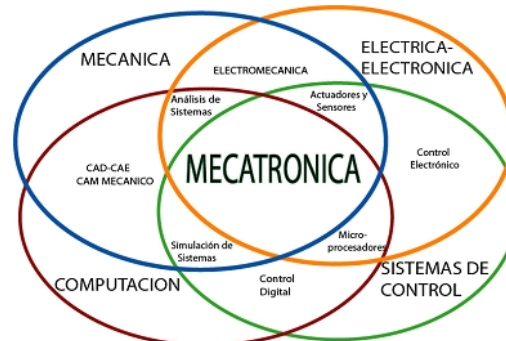 MECANICA
ELECTRICA-
ELECTRONICA
ELECTROMECANICA
Análisis de
Sistemas
Actuadores y
Sensores
CAD-CAE
CAM MECANICO
MECATRONICA
Control
Electrónico
Simulación de
Sistemas
Micro-
procesadores
COMPUTACION
Control
Digital
SISTEMAS DE
CONTROL